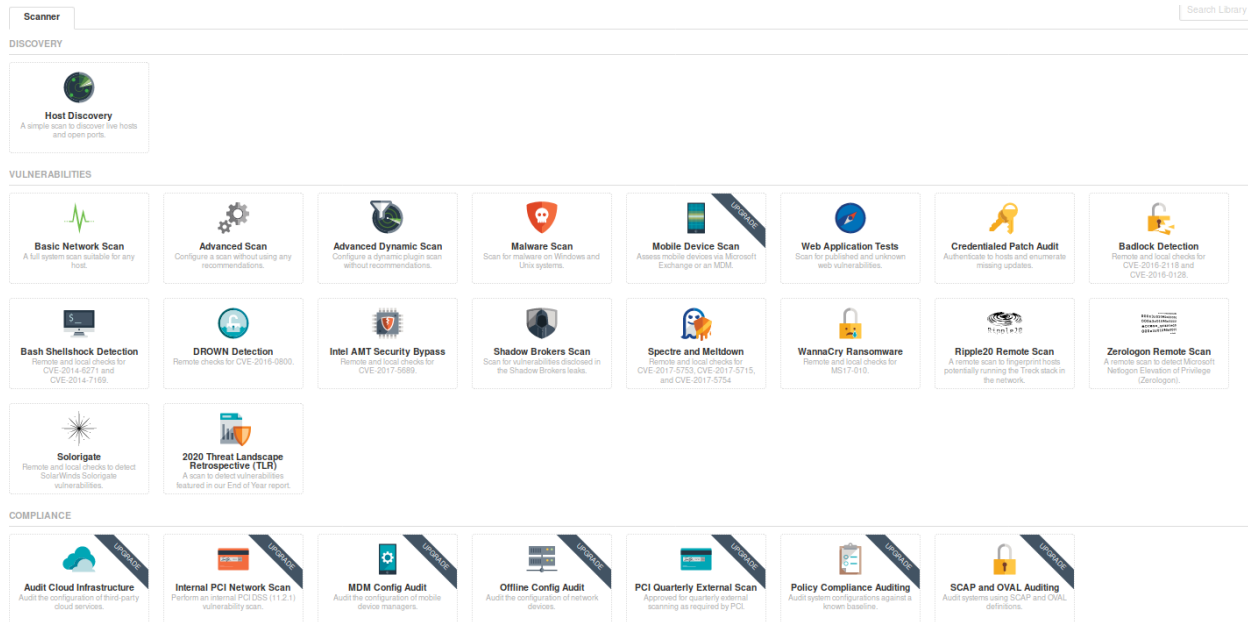 Scanner
Search Library
DISCOVERY
Host Discovery
A simple scan to discover live hosts
and open ports.
VULNERABILITIES
Basic Network Scan
A full system scan suitable for any
host.
Advanced Scan
Configure a scan without using any
recommendations.
Advanced Dynamic Scan
Configure a dynamic plugin scan
without recommendations.
Malware Scan
Scan for malware on Windows and
Unix systems.
UPGRADE
Mobile Device Scan
Assess mobile devices via Microsoft
Exchange or an MDM.
Web Application Tests
Scan for published and unknown
web vulnerabilities.
Credentialed Patch Audit
Authenticate to hosts and enumerate
missing updates.
Badlock Detection
Remote and local checks for
CVE-2016-2118 and
CVE-2016-0128.
Bash Shellshock Detection
Remote and local checks for
CVE-2014-6271 and
CVE-2014-7169.
DROWN Detection
Remote checks for CVE-2016-0800.
Intel AMT Security Bypass
Remote and local checks for
CVE-2017-5689.
Shadow Brokers Scan
Scan for vulnerabilities disclosed in
the Shadow Brokers leaks.
Spectre and Meltdown
Remote and local checks for
CVE-2017-5753, CVE-2017-5715,
and CVE-2017-5754
WannaCry Ransomware
Remote and local checks for
MS17-010.
Ripple20
Ripple20 Remote Scan
A remote scan to fingerprint hosts
potentially running the Treck stack in
the network.
Zerologon Remote Scan
A remote scan to detect Microsoft
Netlogon Elevation of Privilege
(Zerologon).
Solorigate
Remote and local checks to detect
SolarWinds Solorigate
vulnerabilities.
2020 Threat Landscape
Retrospective (TLR)
A scan to detect vulnerabilities
featured in our End of Year report.
COMPLIANCE
UPGRADE
Audit Cloud Infrastructure
Audit the configuration of third-party
cloud services.
UPGRADE
Internal PCI Network Scan
Perform an internal PCI DSS (11.2.1)
vulnerability scan.
UPGRADE
MDM Config Audit
Audit the configuration of mobile
device managers.
UPGRADE
Offline Config Audit
Audit the configuration of network
devices.
UPGRADE
PCI Quarterly External Scan
Approved for quarterly external
scanning as required by PCI.
UPGRADE
Policy Compliance Auditing
Audit system configurations against a
known baseline.
UPGRADE
SCAP and OVAL Auditing
Audit systems using SCAP and OVAL
definitions.